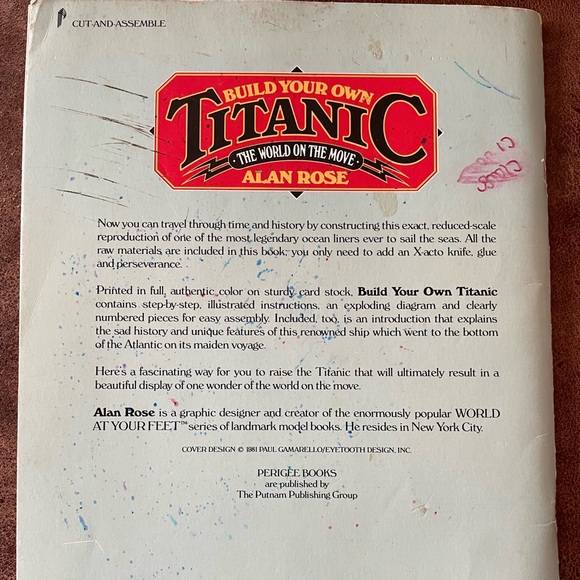 CUT-AND-ASSEMBLE
BUILD YOUR OWN
TITANIC
• THE WORLD ON THE MOVE •
ALAN ROSE
Now you can travel through time and history by constructing this exact, reduced-scale
reproduction of one of the most legendary ocean liners ever to sail the seas. All the
raw materials are included in this book; you only need to add an X-acto knife, glue
and perseverance.
Printed in full, authentic color on sturdy card stock, Build Your Own Titanic
contains step-by-step, illustrated instructions, an exploding diagram and clearly
numbered pieces for easy assembly. Included, too, is an introduction that explains
the sad history and unique features of this renowned ship which went to the bottom
of the Atlantic on its maiden voyage.
Here's a fascinating way for you to raise the Titanic that will ultimately result in a
beautiful display of one wonder of the world on the move.
Alan Rose is a graphic designer and creator of the enormously popular WORLD
AT YOUR FEET™ series of landmark model books. He resides in New York City.
COVER DESIGN © 1981 PAUL GAMARELLO/EYETOOTH DESIGN, INC.
PERIGEE BOOKS
are published by
The Putnam Publishing Group